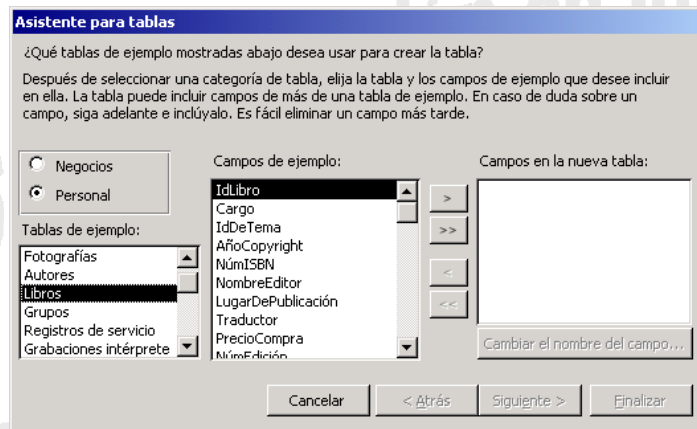 Asistente para tablas
¿Qué tablas de ejemplo mostradas abajo desea usar para crear la tabla?
Después de seleccionar una categoría de tabla, elija la tabla y los campos de ejemplo que desee incluir
en ella. La tabla puede incluir campos de más de una tabla de ejemplo. En caso de duda sobre un
campo, siga adelante e inclúyalo. Es fácil eliminar un campo más tarde.
Negocios
Personal
Tablas de ejemplo:
Fotografías
Autores
Libros
Grupos
Registros de servicio
Grabaciones intérprete
Campos de ejemplo:
IdLibro
Cargo
IdDeTema
AñoCopyright
NúmISBN
NombreEditor
LugarDePublicación
Traductor
PrecioCompra
NúmEdición
>
>>
<
<<
Campos en la nueva tabla:
Cambiar el nombre del campo...
Cancelar
< Atrás
Siguiente >
Finalizar